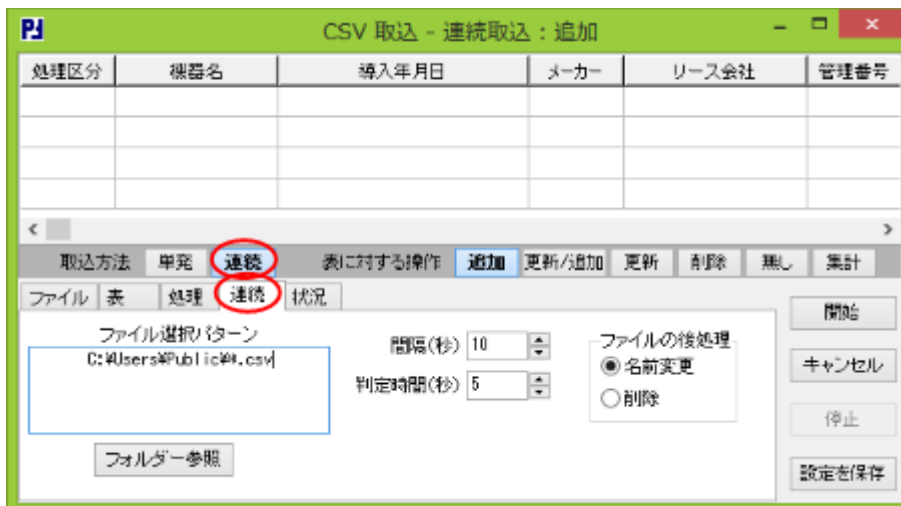 PJ CSV 取込 - 連続取込：追加
処理区分 機器名 導入年月日 メーカー リース会社 管理番号
取込方法 単発 連続 表に対する操作 追加 更新/追加 更新 削除 無し 集計
ファイル 表 処理 連続 状況
開始
ファイル選択パターン
C:¥Users¥Public¥*.csv
間隔(秒) 10
判定時間(秒) 5
ファイルの後処理
名前変更
削除
キャンセル
停止
フォルダー参照
設定を保存